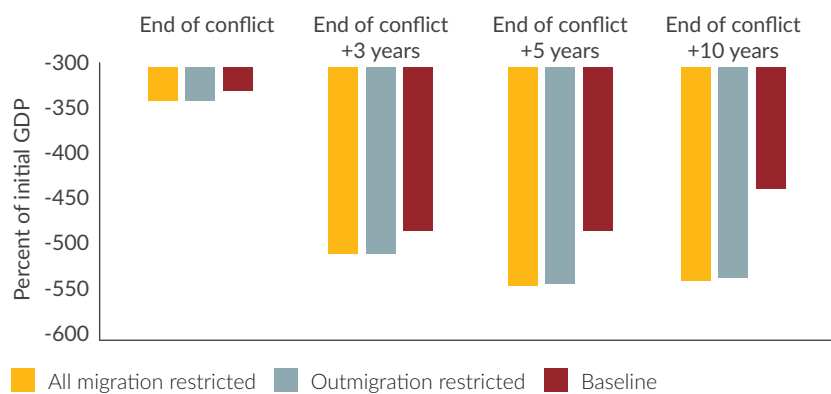 End of conflict
End of conflict
+3 years
End of conflict
+5 years
End of conflict
+10 years
Percent of initial GDP
-300
-350
-400
-450
-500
-550
-600
All migration restricted
Outmigration restricted
Baseline